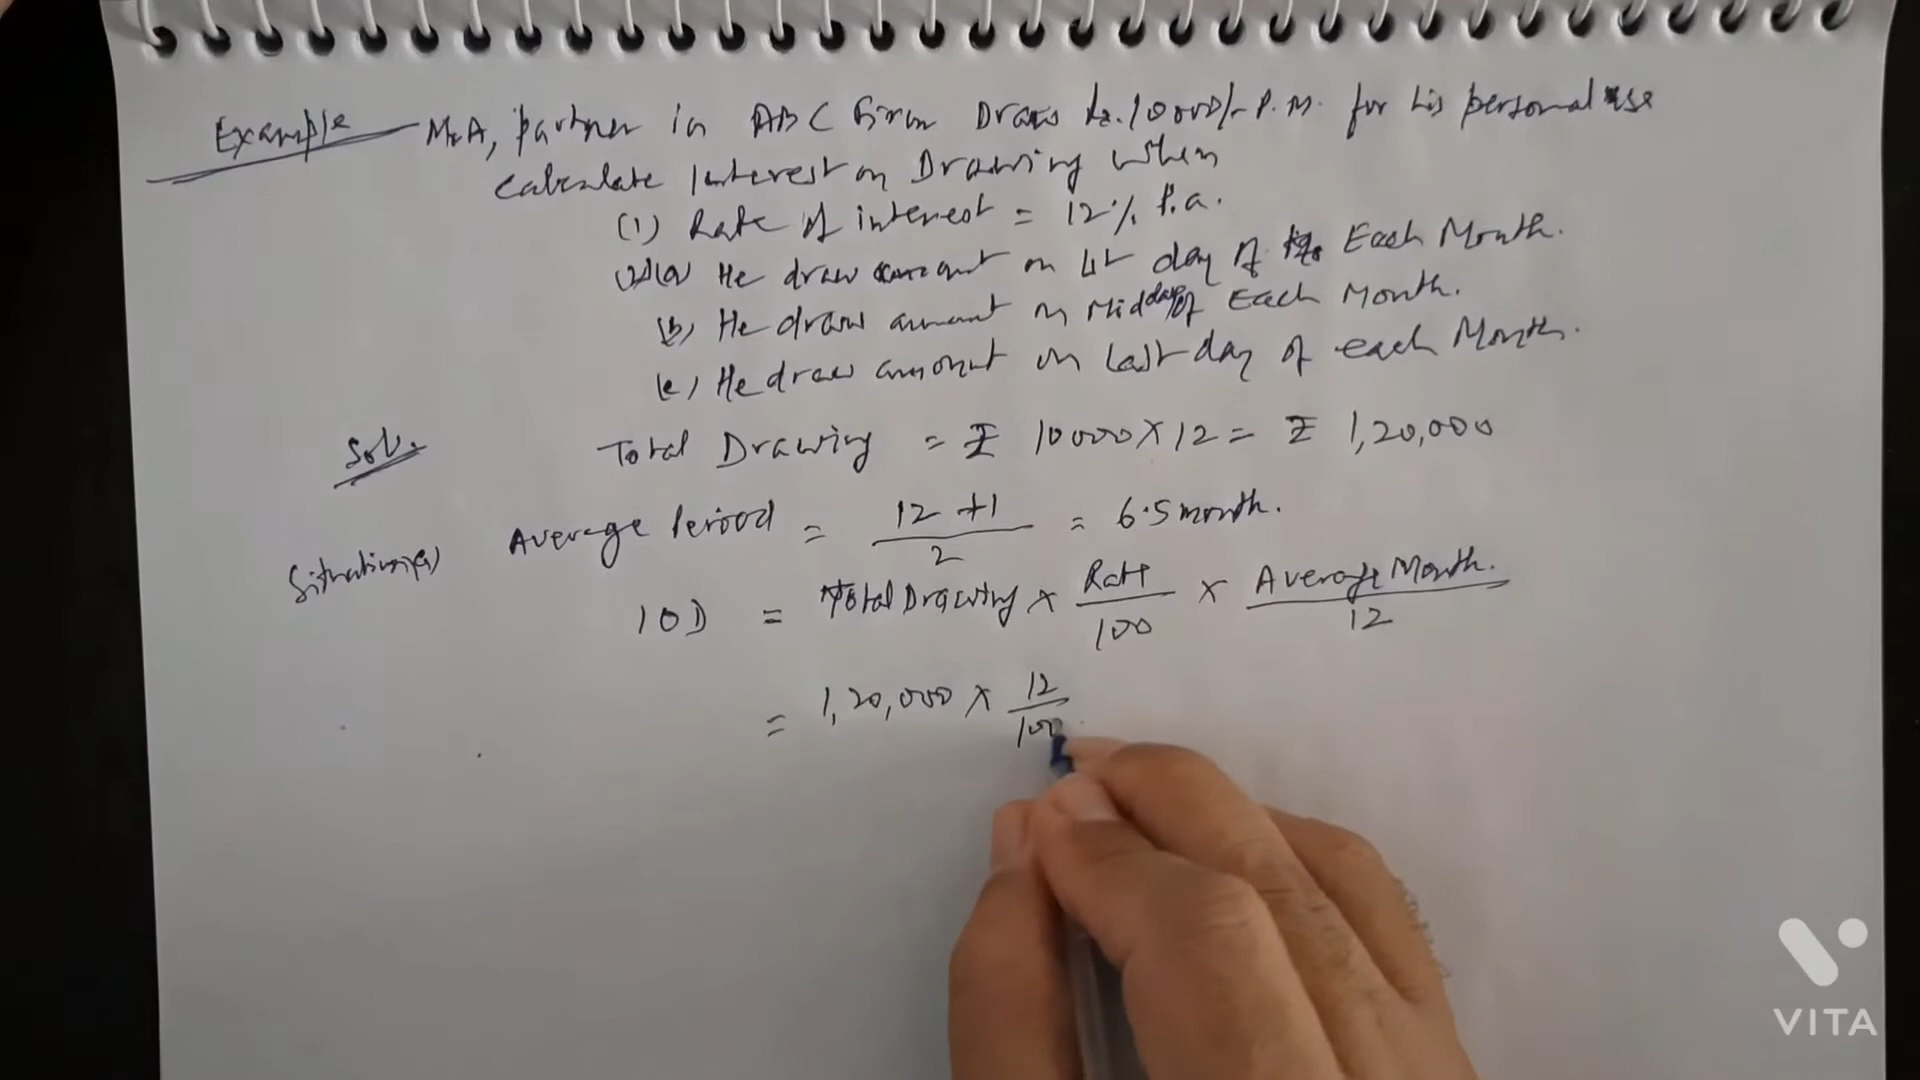 Example - Mr A, partner in ABC firm Draws Rs. 10000/- P.M. for his personal use
Calculate Interest on Drawing when
(1) Rate of interest = 12% P.a.
(2)(a) He draw amount on 1st day of Each Month.
(b) He draw amount on Mid day of Each Month.
(c) He draw amount on last day of each Month.
Sol. Total Drawing = ₹ 10000 X 12 = ₹ 1,20,000
Situation (a) Average Period = 12+1 / 2 = 6.5 month.
IOD = Total Drawing x Rate / 100 x Average Month. / 12
= 1,20,000 x 12 / 100
VITA